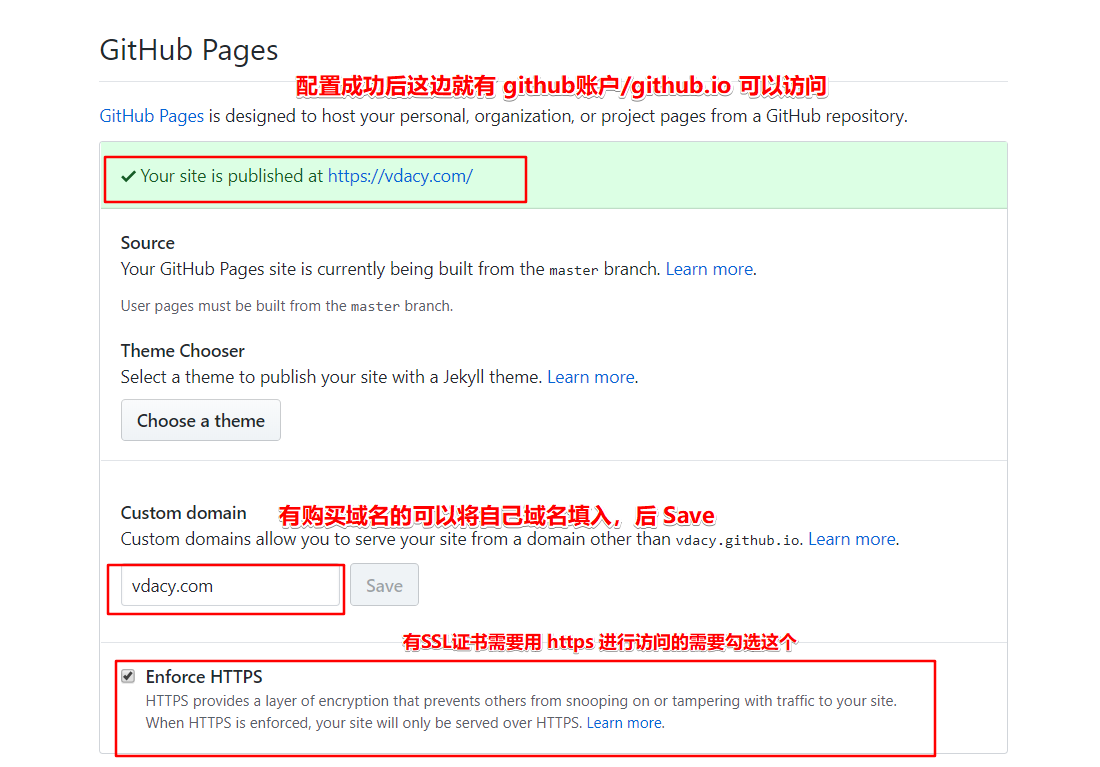 GitHub Pages
配置成功后这边就有 github账户/github.io 可以访问
GitHub Pages is designed to host your personal, organization, or project pages from a GitHub repository.
Your site is published at https://vdacy.com/
Source
Your GitHub Pages site is currently being built from the master branch. Learn more.
User pages must be built from the master branch.
Theme Chooser
Select a theme to publish your site with a Jekyll theme. Learn more.
Choose a theme
Custom domain
有购买域名的可以将自己域名填入，后 Save
Custom domains allow you to serve your site from a domain other than vdacy.github.io. Learn more.
vdacy.com
Save
有SSL证书需要用 https 进行访问的需要勾选这个
Enforce HTTPS
HTTPS provides a layer of encryption that prevents others from snooping on or tampering with traffic to your site.
When HTTPS is enforced, your site will only be served over HTTPS. Learn more.